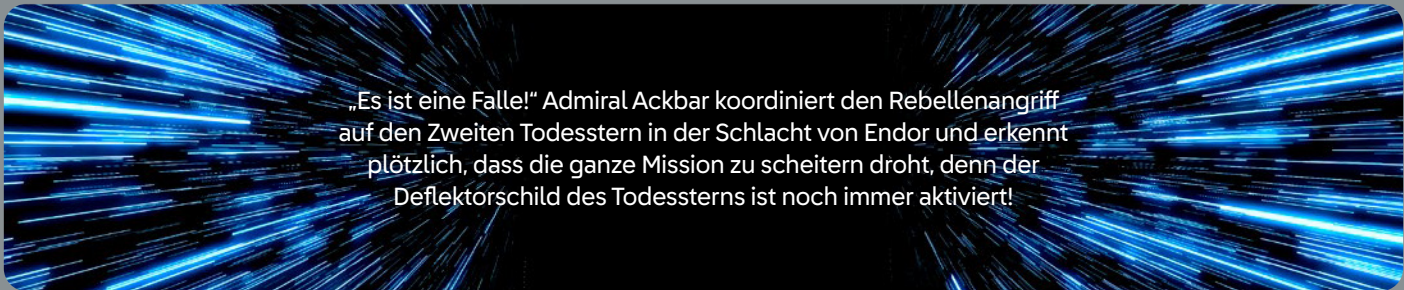 „Es ist eine Falle!“ Admiral Ackbar koordiniert den Rebellenangriff
auf den Zweiten Todesstern in der Schlacht von Endor und erkennt
plötzlich, dass die ganze Mission zu scheitern droht, denn der
Deflektorschild des Todessterns ist noch immer aktiviert!